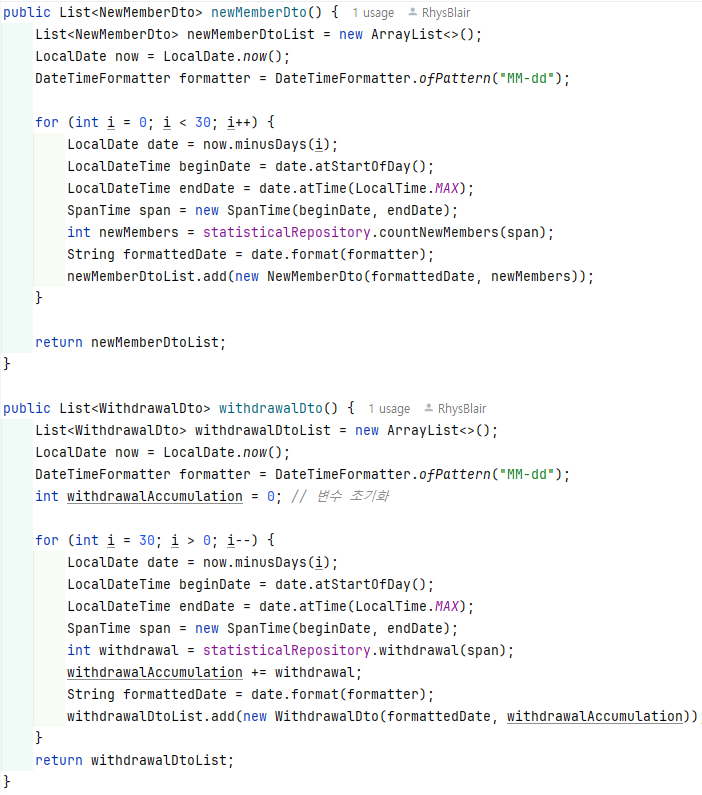 public List<NewMemberDto> newMemberDto() { 1 usage RhysBlair
    List<NewMemberDto> newMemberDtoList = new ArrayList<>();
    LocalDate now = LocalDate.now();
    DateTimeFormatter formatter = DateTimeFormatter.ofPattern("MM-dd");

    for (int i = 0; i < 30; i++) {
        LocalDate date = now.minusDays(i);
        LocalDateTime beginDate = date.atStartOfDay();
        LocalDateTime endDate = date.atTime(LocalTime.MAX);
        SpanTime span = new SpanTime(beginDate, endDate);
        int newMembers = statisticalRepository.countNewMembers(span);
        String formattedDate = date.format(formatter);
        newMemberDtoList.add(new NewMemberDto(formattedDate, newMembers));
    }

    return newMemberDtoList;
}

public List<WithdrawalDto> withdrawalDto() { 1 usage RhysBlair
    List<WithdrawalDto> withdrawalDtoList = new ArrayList<>();
    LocalDate now = LocalDate.now();
    DateTimeFormatter formatter = DateTimeFormatter.ofPattern("MM-dd");
    int withdrawalAccumulation = 0; // 변수 초기화

    for (int i = 30; i > 0; i--) {
        LocalDate date = now.minusDays(i);
        LocalDateTime beginDate = date.atStartOfDay();
        LocalDateTime endDate = date.atTime(LocalTime.MAX);
        SpanTime span = new SpanTime(beginDate, endDate);
        int withdrawal = statisticalRepository.withdrawal(span);
        withdrawalAccumulation += withdrawal;
        String formattedDate = date.format(formatter);
        withdrawalDtoList.add(new WithdrawalDto(formattedDate, withdrawalAccumulation))
    }
    return withdrawalDtoList;
}